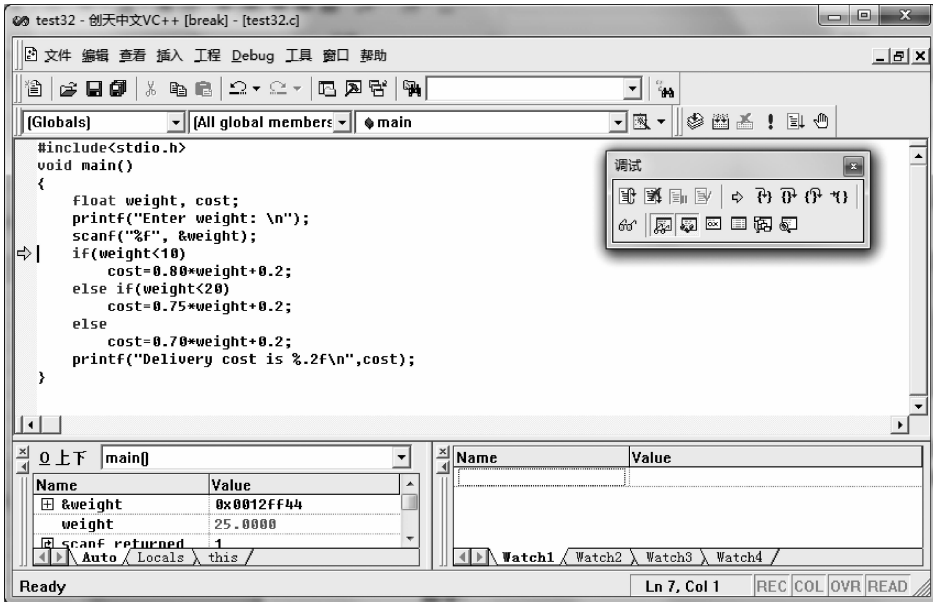 test32 - 创天中文VC++ [break] - [test32.c]
文件 编辑 查看 插入 工程 Debug 工具 窗口 帮助
(Globals) (All global members main
#include<stdio.h>
void main()
{
float weight, cost;
printf("Enter weight: \n");
scanf("%f", &weight);
if(weight<10)
cost=0.80*weight+0.2;
else if(weight<20)
cost=0.75*weight+0.2;
else
cost=0.70*weight+0.2;
printf("Delivery cost is %.2f\n",cost);
}
调试
上下 main()
Name Value
&weight 0x0012ff44
weight 25.0000
scanf returned 1
Auto Locals this
Name Value
Watch1 Watch2 Watch3 Watch4
Ready
Ln 7, Col 1 REC COL OVR READ